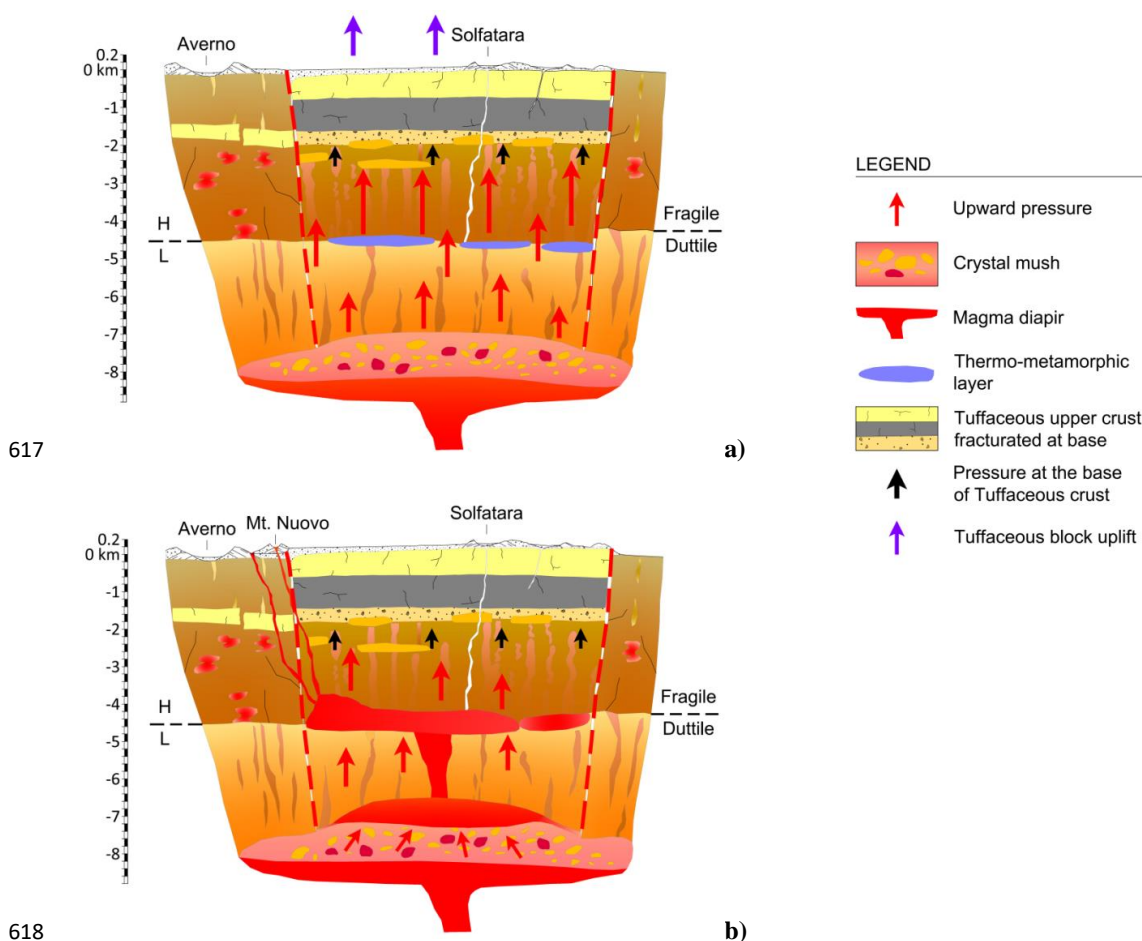 Averno
Solfatara
0.2
0 km
-1
-2
-3
-4
-5
-6
-7
-8
H
L
Fragile
Duttile
617
a)
LEGEND
Upward pressure
Crystal mush
Magma diapir
Thermo-metamorphic
layer
Tuffaceous upper crust
fracturated at base
Pressure at the base
of Tuffaceous crust
Tuffaceous block uplift
Averno
Mt. Nuovo
Solfatara
0.2
0 km
-1
-2
-3
-4
-5
-6
-7
-8
H
L
Fragile
Duttile
618
b)